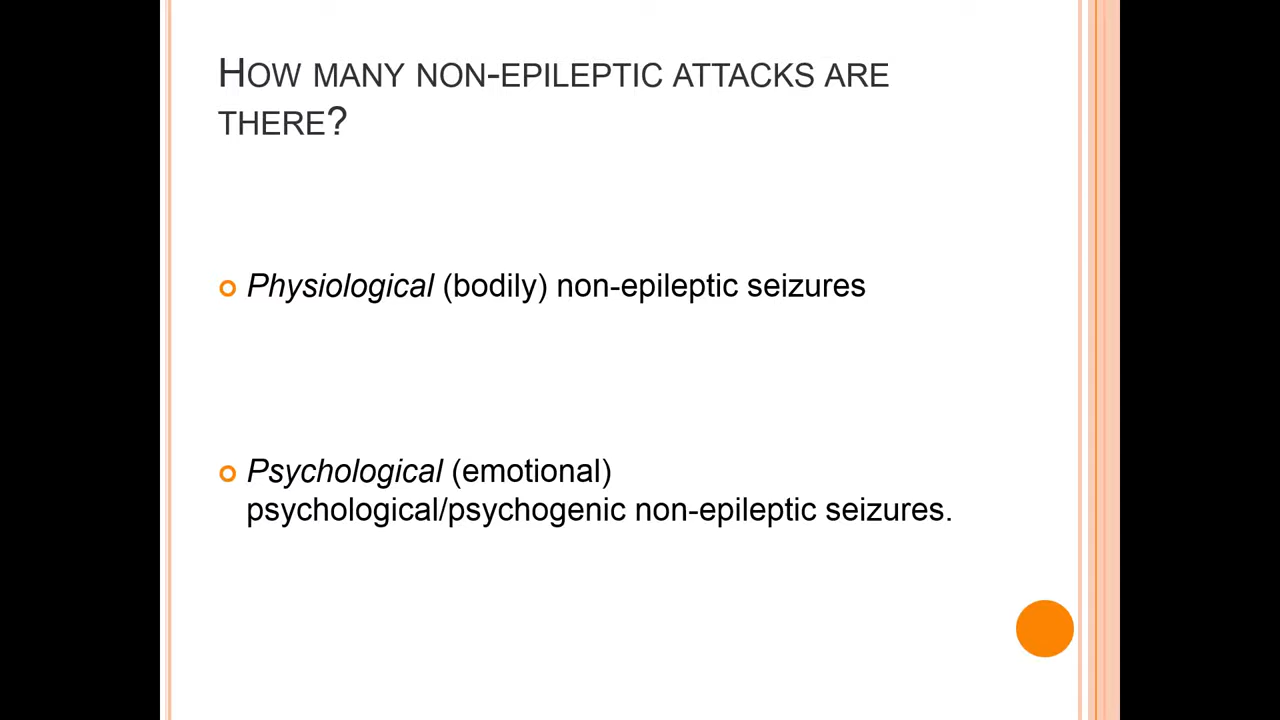 How many non-epileptic attacks are
there?
Physiological (bodily) non-epileptic seizures
Psychological (emotional)
psychological/psychogenic non-epileptic seizures.